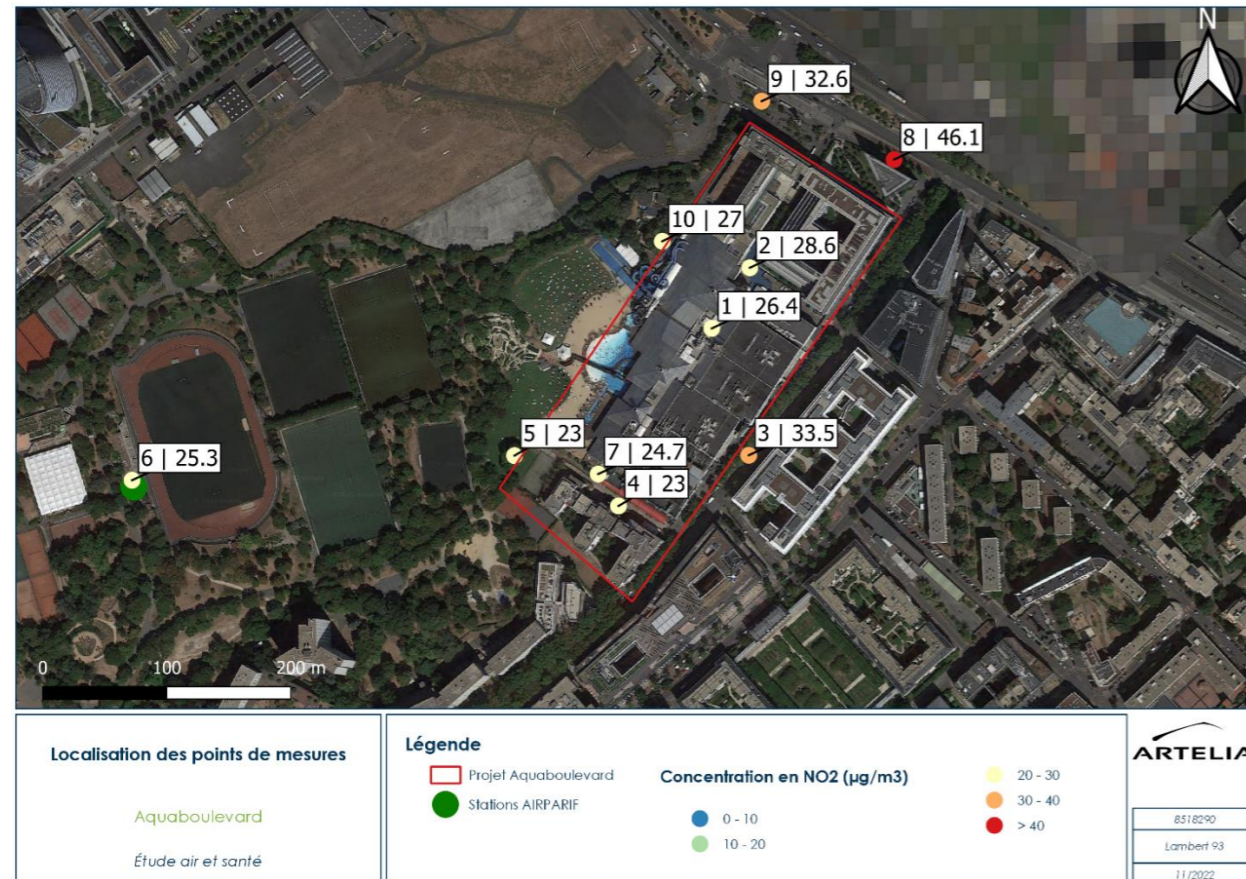 N
9 | 32.6
8 | 46.1
10 | 27
2 | 28.6
1 | 26.4
5 | 23
3 | 33.5
6 | 25.3
7 | 24.7
4 | 23
0 100 200 m
Localisation des points de mesures
Aquaboulevard
Étude air et santé
Légende
Projet Aquaboulevard
Stations AIRPARIF
Concentration en NO2 (µg/m3)
0 - 10
10 - 20
20 - 30
30 - 40
> 40
ARTELIA
8518290
Lambert 93
11/2022